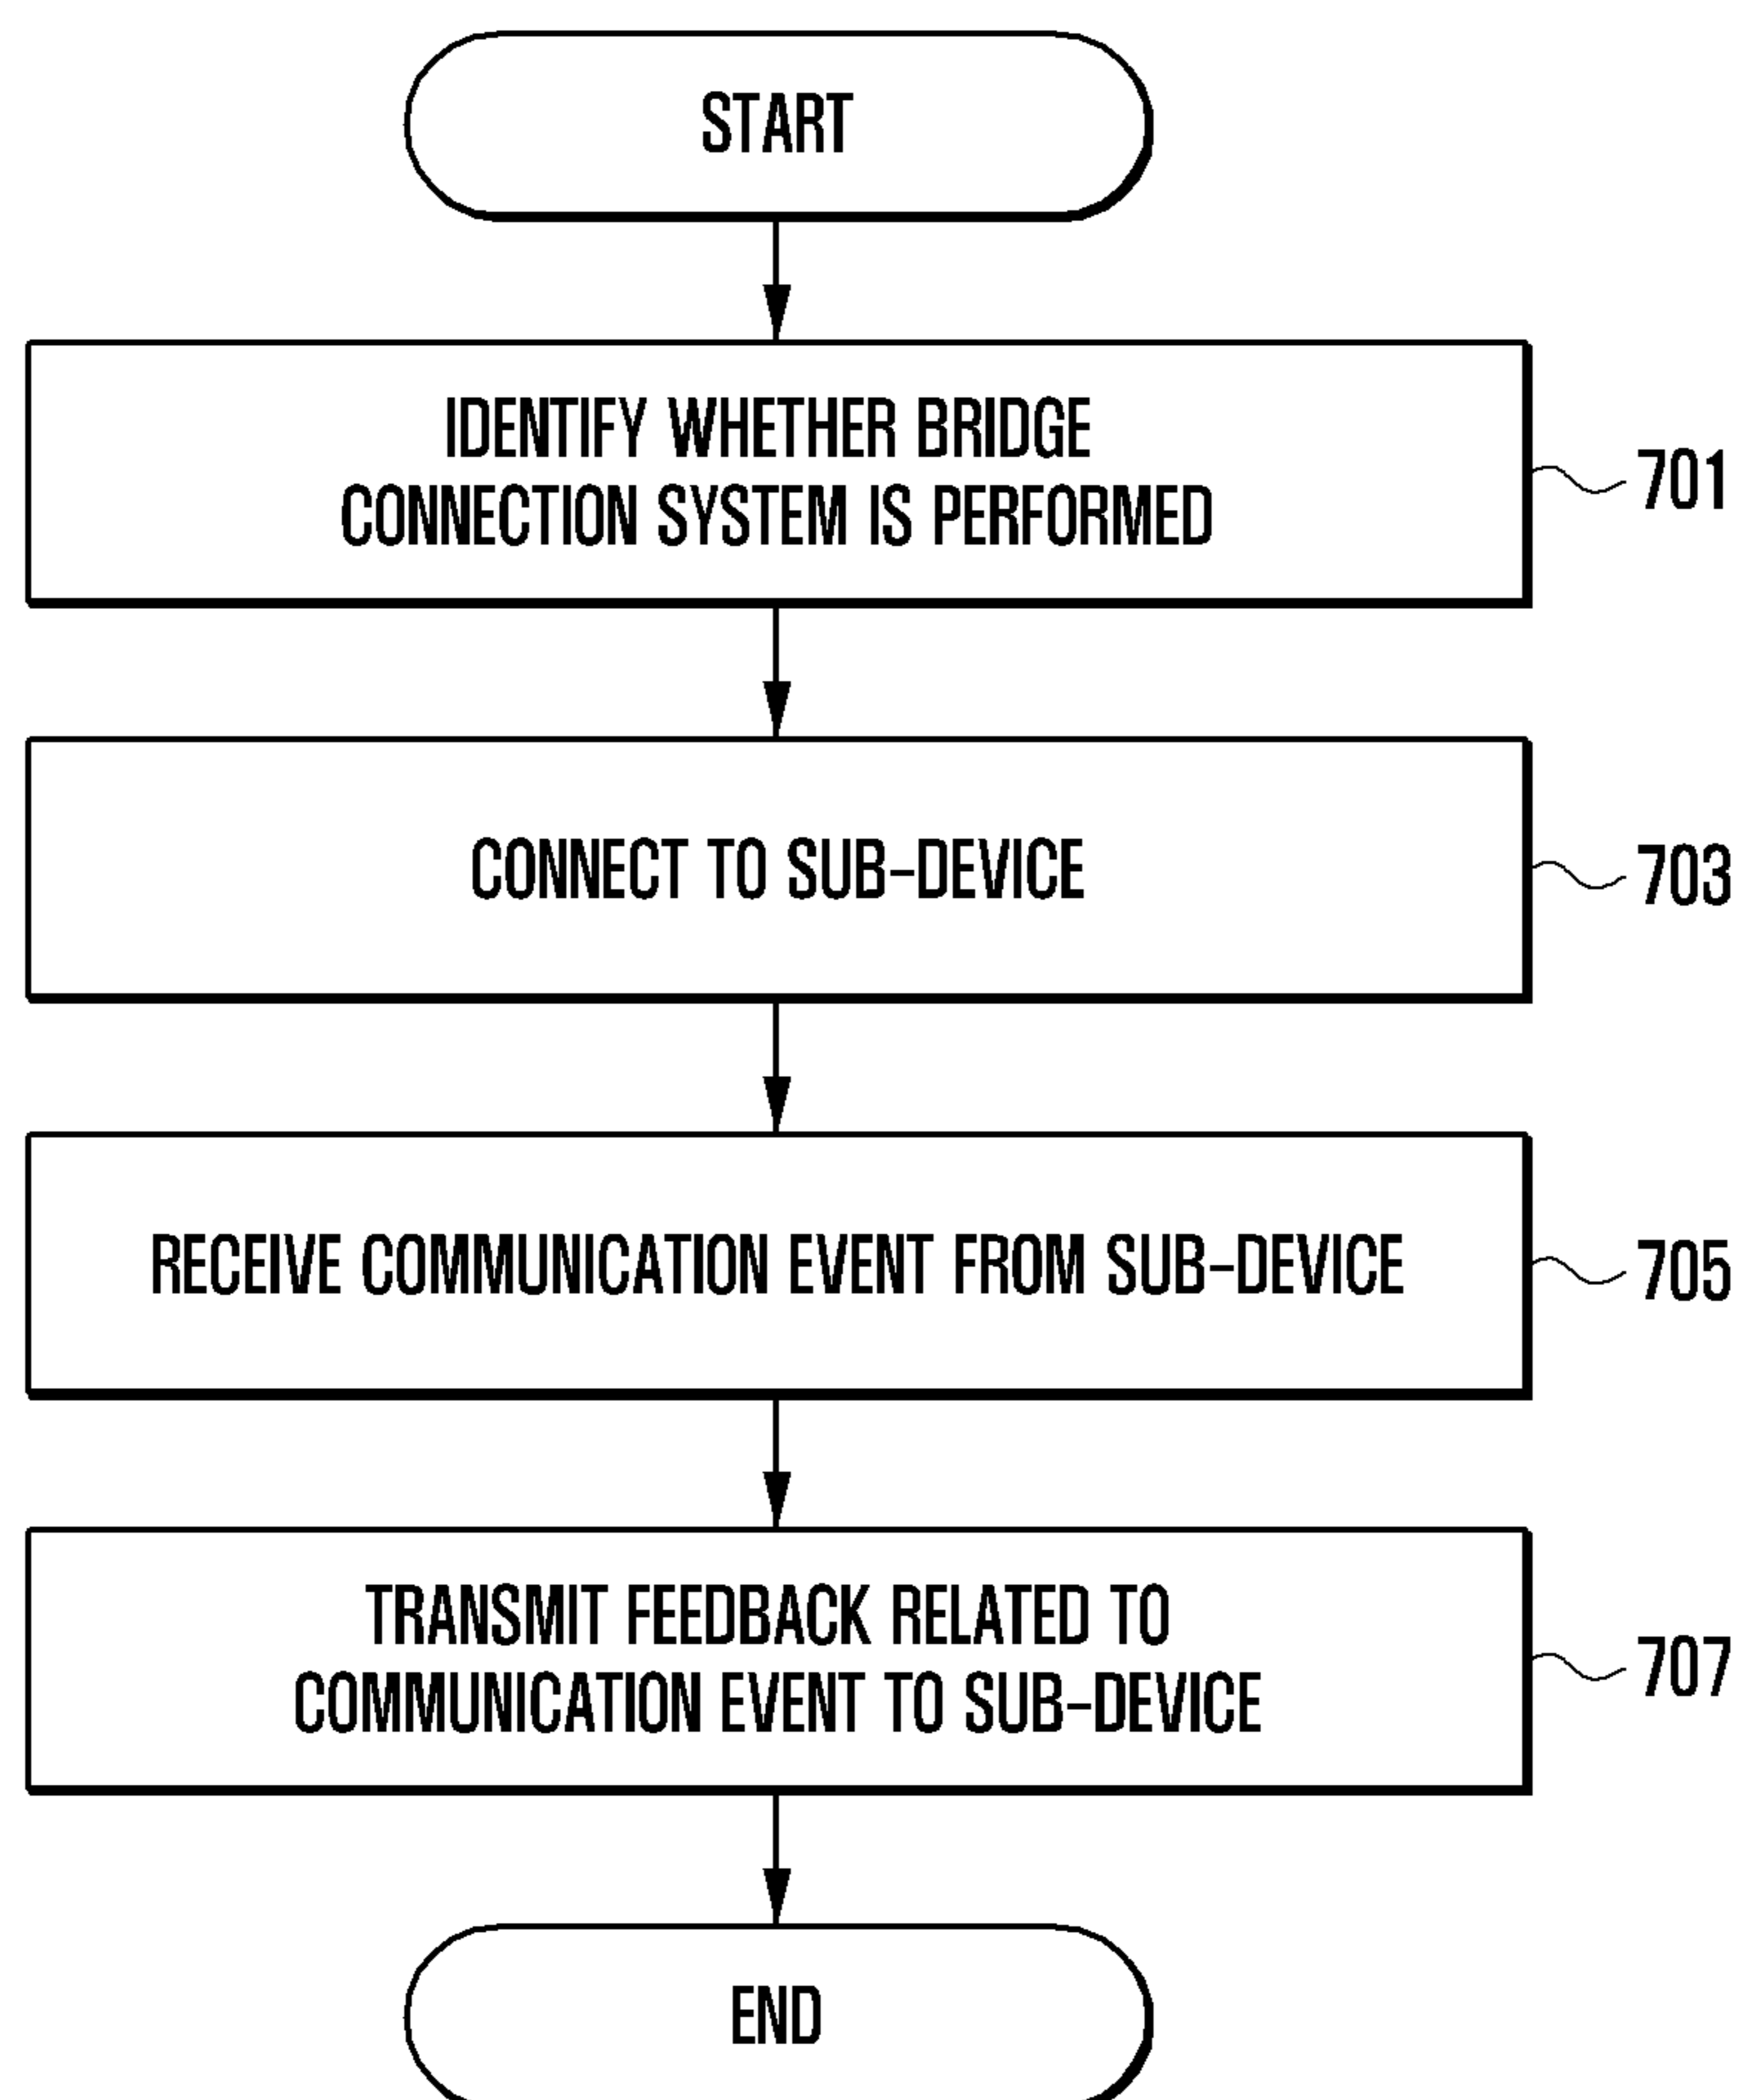 START
IDENTIFY WHETHER BRIDGE
CONNECTION SYSTEM IS PERFORMED
701
CONNECT TO SUB-DEVICE
703
RECEIVE COMMUNICATION EVENT FROM SUB-DEVICE
705
TRANSMIT FEEDBACK RELATED TO
COMMUNICATION EVENT TO SUB-DEVICE
707
END